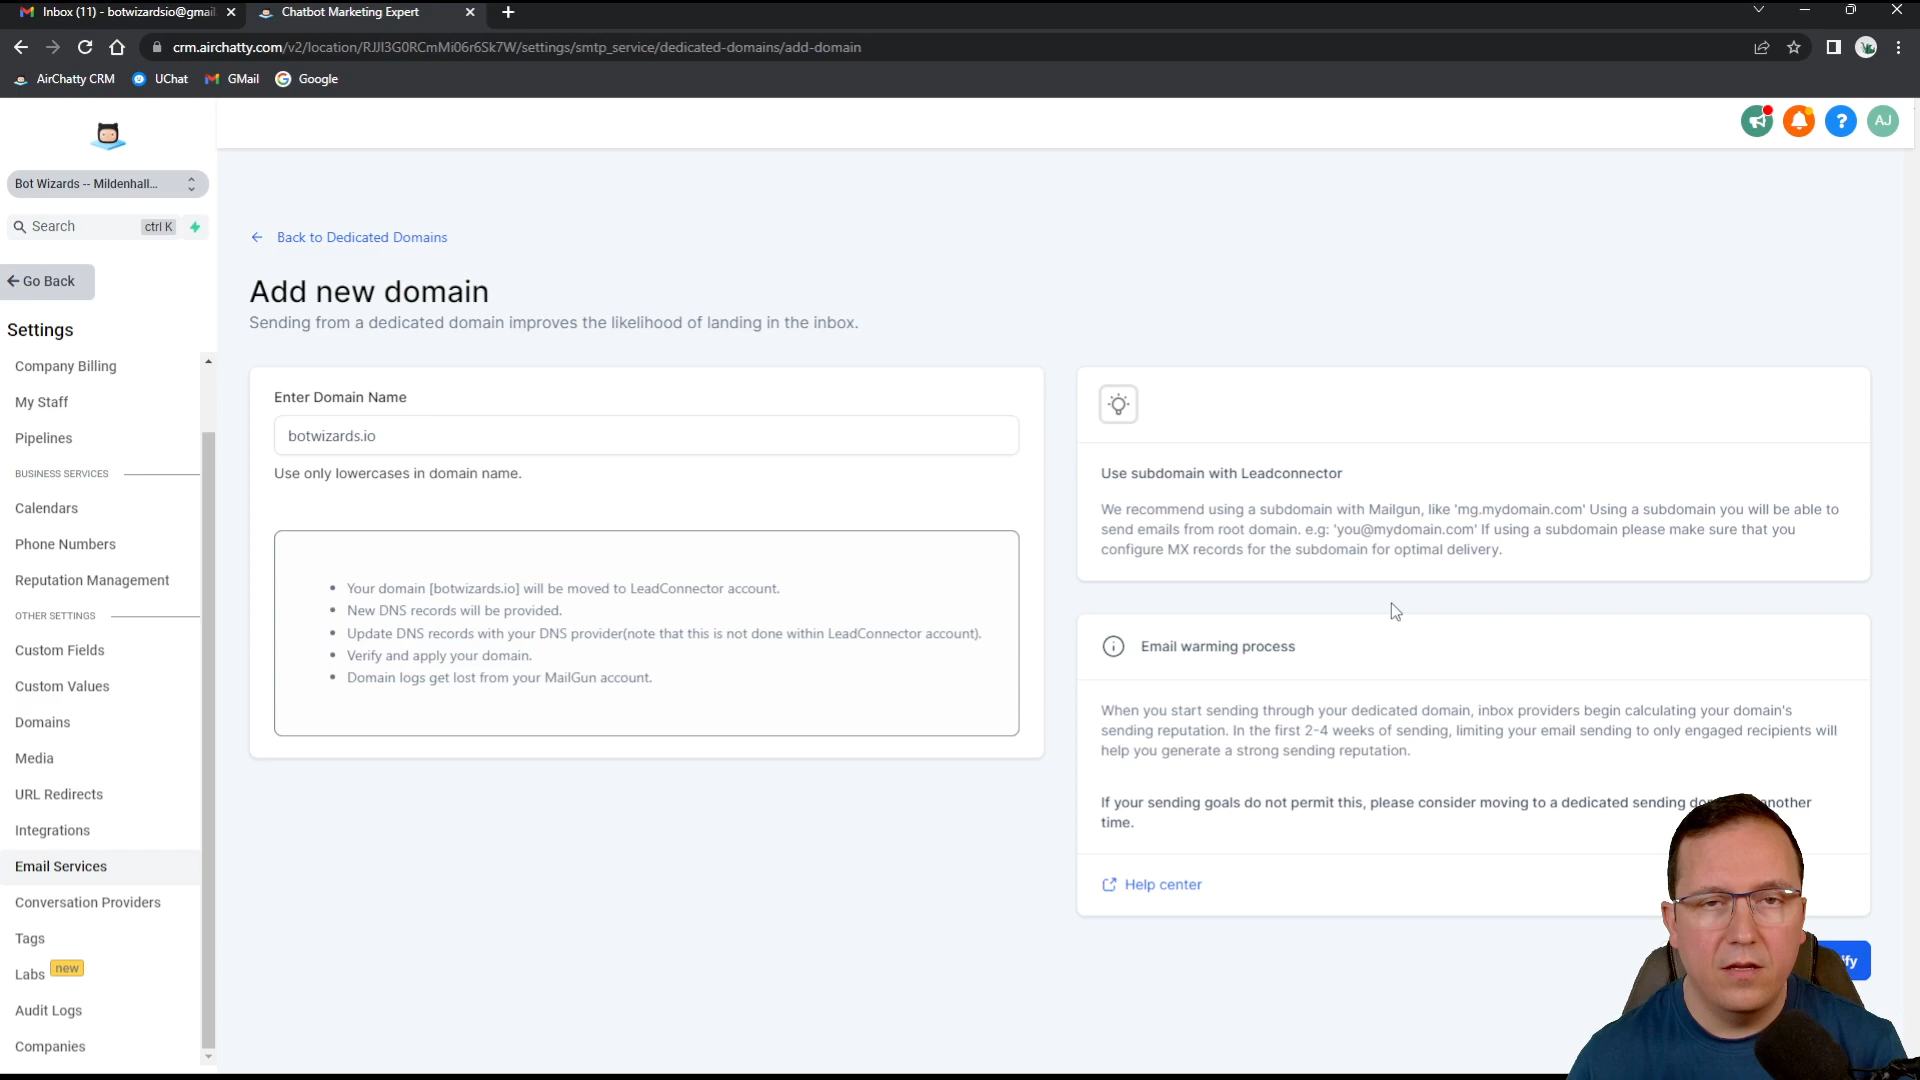 Inbox (11) - botwizardsio@gmail
Chatbot Marketing Expert
crm.airchatty.com/v2/location/RJJI3G0RCmMi06r6Sk7W/settings/smtp_service/dedicated-domains/add-domain
AirChatty CRM
UChat
GMail
Google
AJ
Bot Wizards -- Mildenhall...
Search
ctrl K
Go Back
Settings
Company Billing
My Staff
Pipelines
BUSINESS SERVICES
Calendars
Phone Numbers
Reputation Management
OTHER SETTINGS
Custom Fields
Custom Values
Domains
Media
URL Redirects
Integrations
Email Services
Conversation Providers
Tags
Labs new
Audit Logs
Companies
Back to Dedicated Domains
Add new domain
Sending from a dedicated domain improves the likelihood of landing in the inbox.
Enter Domain Name
botwizards.io
Use only lowercases in domain name.
• Your domain [botwizards.io] will be moved to LeadConnector account.
• New DNS records will be provided.
• Update DNS records with your DNS provider(note that this is not done within LeadConnector account).
• Verify and apply your domain.
• Domain logs get lost from your MailGun account.
Use subdomain with Leadconnector
We recommend using a subdomain with Mailgun, like 'mg.mydomain.com' Using a subdomain you will be able to
send emails from root domain. e.g: 'you@mydomain.com' If using a subdomain please make sure that you
configure MX records for the subdomain for optimal delivery.
Email warming process
When you start sending through your dedicated domain, inbox providers begin calculating your domain's
sending reputation. In the first 2-4 weeks of sending, limiting your email sending to only engaged recipients will
help you generate a strong sending reputation.
If your sending goals do not permit this, please consider moving to a dedicated sending another
time.
Help center